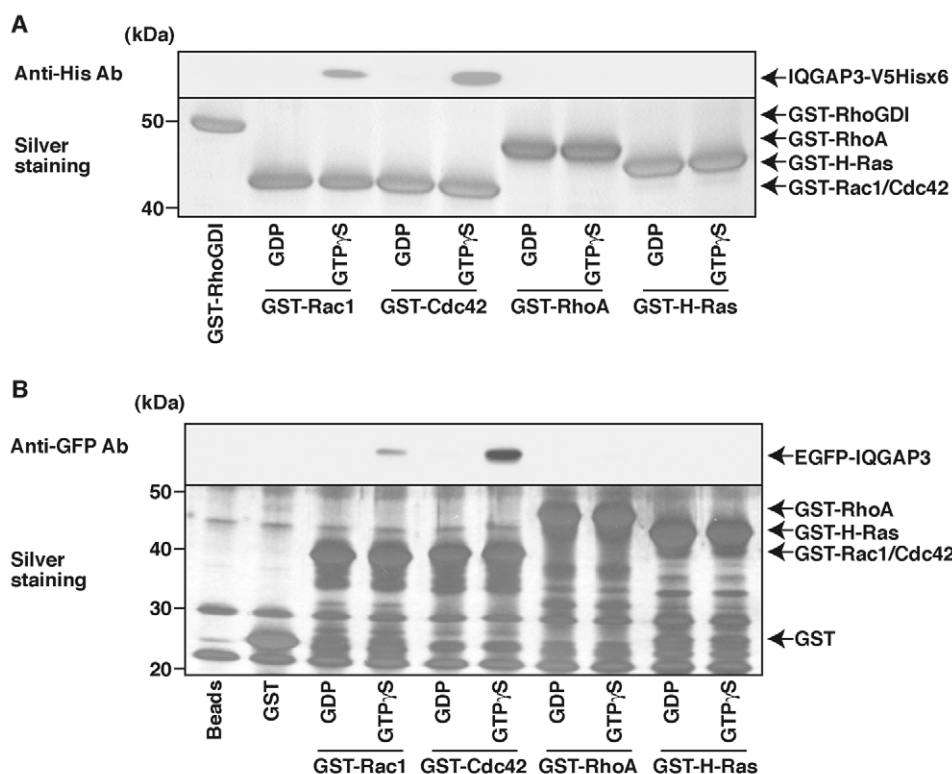 A
(kDa)
Anti-His Ab
IQGAP3-V5Hisx6
Silver
staining
50
40
GST-RhoGDI
GST-RhoA
GST-H-Ras
GST-Rac1/Cdc42
GST-RhoGDI
GDP
GTPγS
GDP
GTPγS
GDP
GTPγS
GDP
GTPγS
GST-Rac1
GST-Cdc42
GST-RhoA
GST-H-Ras
B
(kDa)
Anti-GFP Ab
EGFP-IQGAP3
Silver
staining
50
40
30
20
GST-RhoA
GST-H-Ras
GST-Rac1/Cdc42
GST
Beads
GST
GDP
GTPγS
GDP
GTPγS
GDP
GTPγS
GDP
GTPγS
GST-Rac1
GST-Cdc42
GST-RhoA
GST-H-Ras